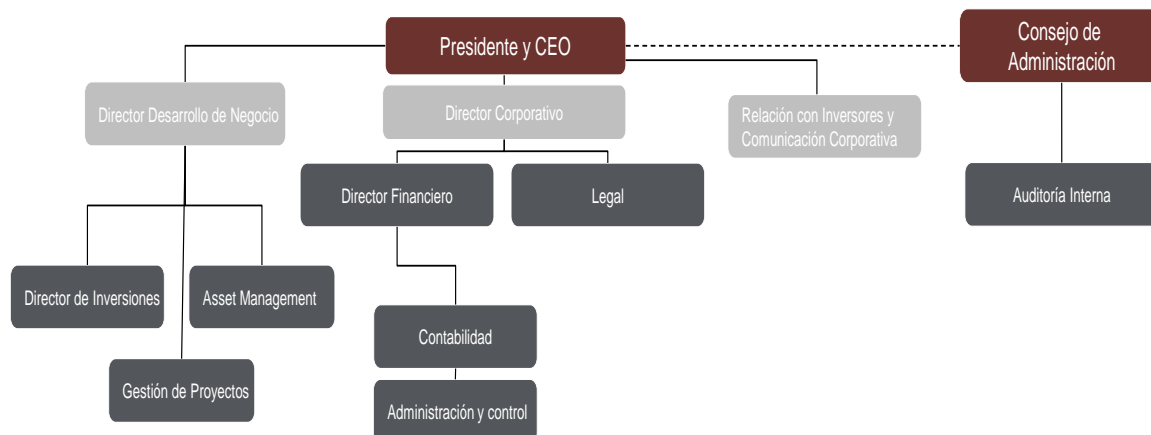 Presidente y CEO
Consejo de
Administración
Director Desarrollo de Negocio
Director Corporativo
Relación con Inversores y
Comunicación Corporativa
Director Financiero
Legal
Auditoría Interna
Director de Inversiones
Asset Management
Contabilidad
Gestión de Proyectos
Administración y control